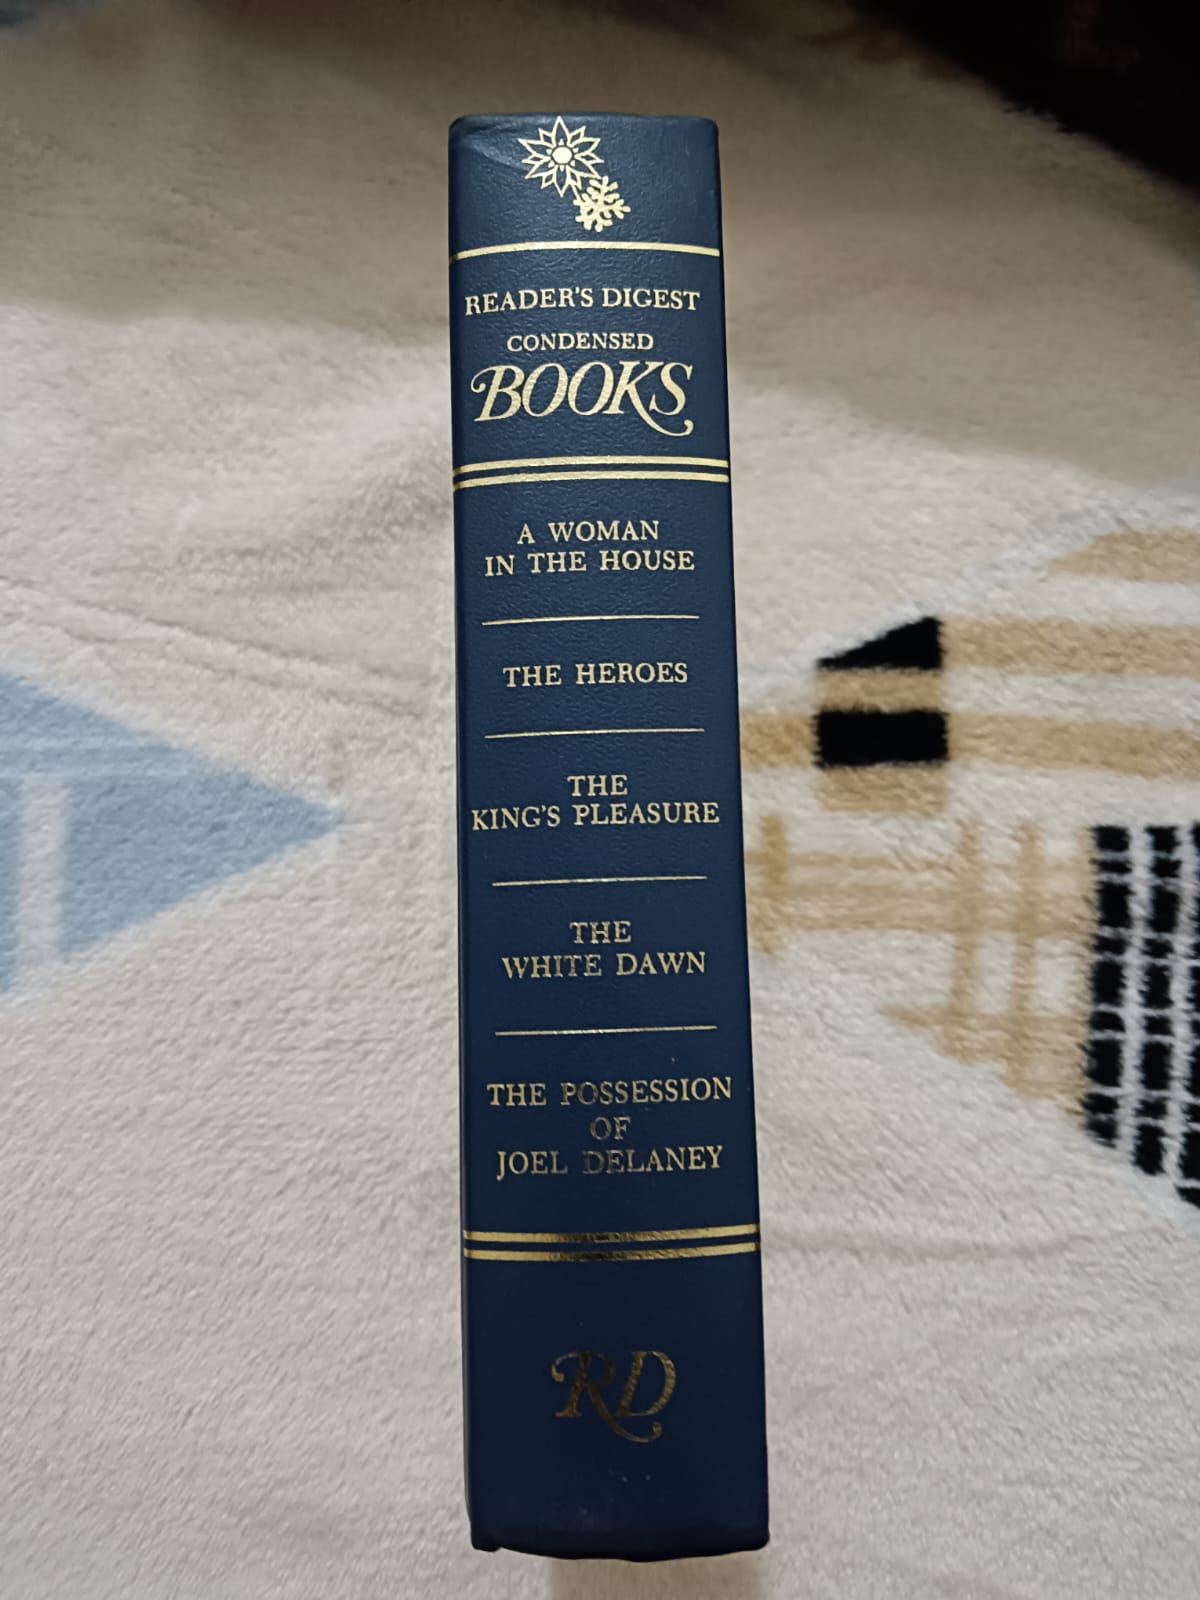 READER'S DIGEST
CONDENSED
BOOKS
A WOMAN
IN THE HOUSE
THE HEROES
THE
KING'S PLEASURE
THE
WHITE DAWN
THE POSSESSION
OF
JOEL DELANEY
RD